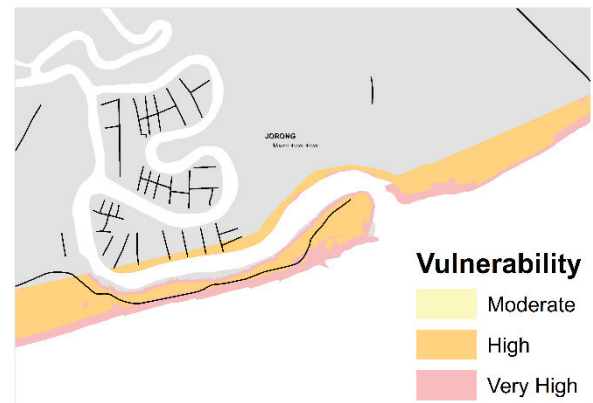 JORONG
Vulnerability
Moderate
High
Very High